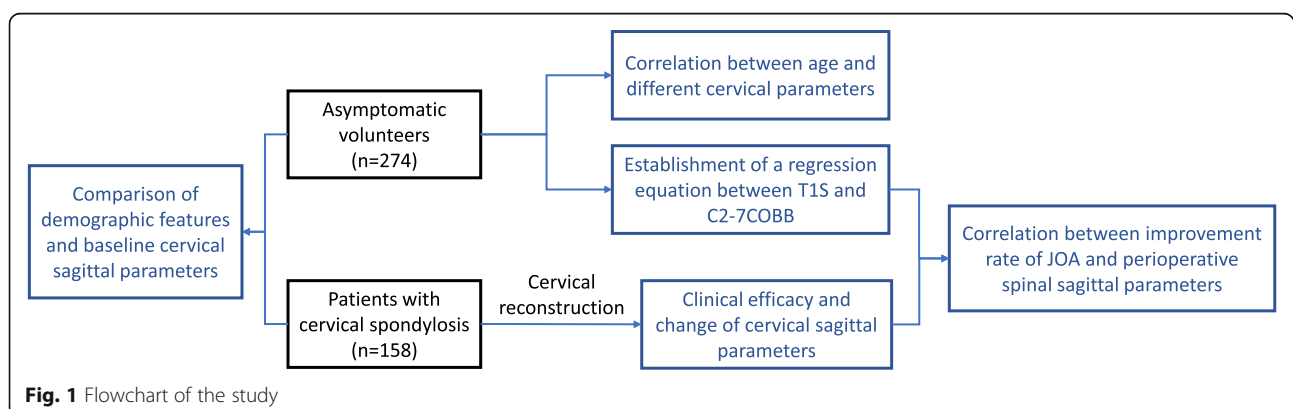 Correlation between age and
different cervical parameters
Asymptomatic
volunteers
(n=274)
Establishment of a regression
equation between T1S and
C2-7COBB
Comparison of
demographic features
and baseline cervical
sagittal parameters
Correlation between improvement
rate of JOA and perioperative
spinal sagittal parameters
Patients with
cervical spondylosis
(n=158)
Cervical
reconstruction
Clinical efficacy and
change of cervical sagittal
parameters
Fig. 1 Flowchart of the study